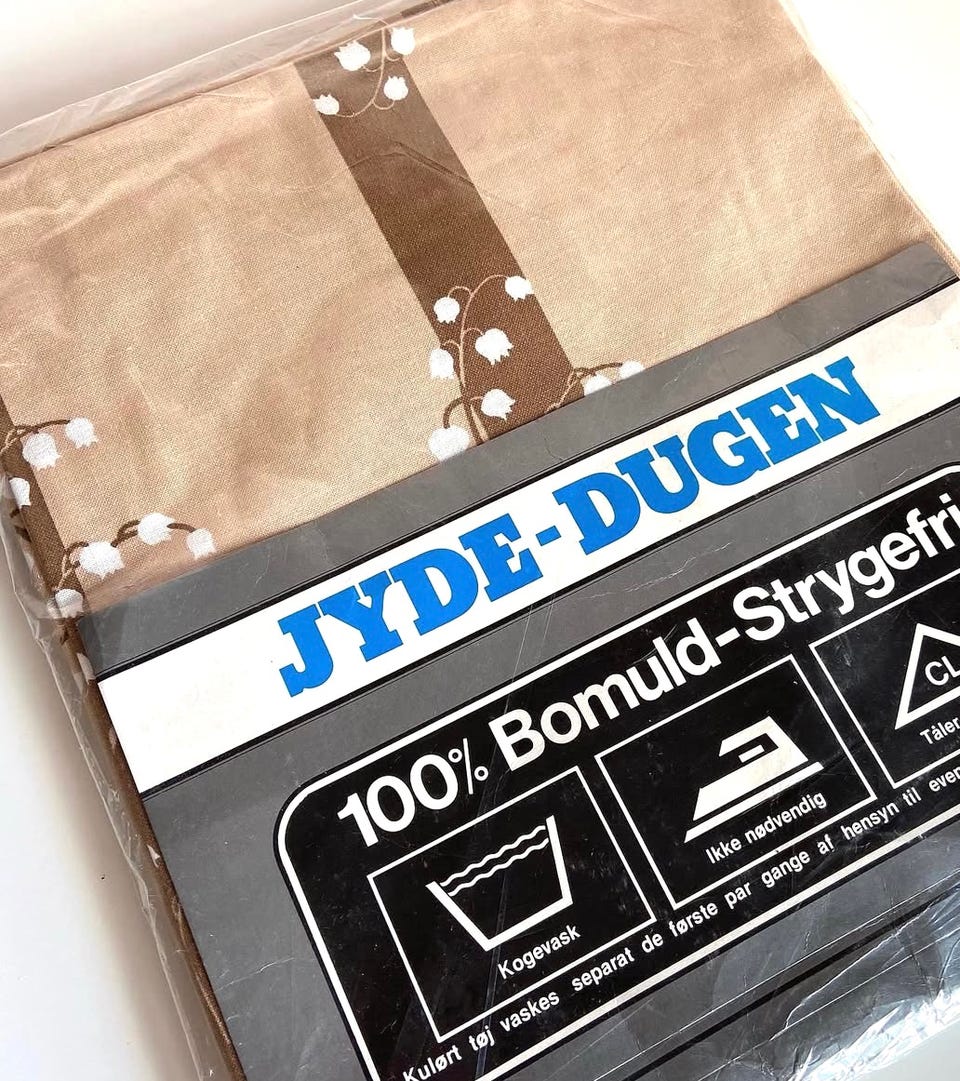 JYDE-DUGEN
100% Bomuld-Strygefri
CL
Kogevask
Ikke nødvendig
Tåler
Kulørt tøj vaskes separat de første par gange af hensyn til